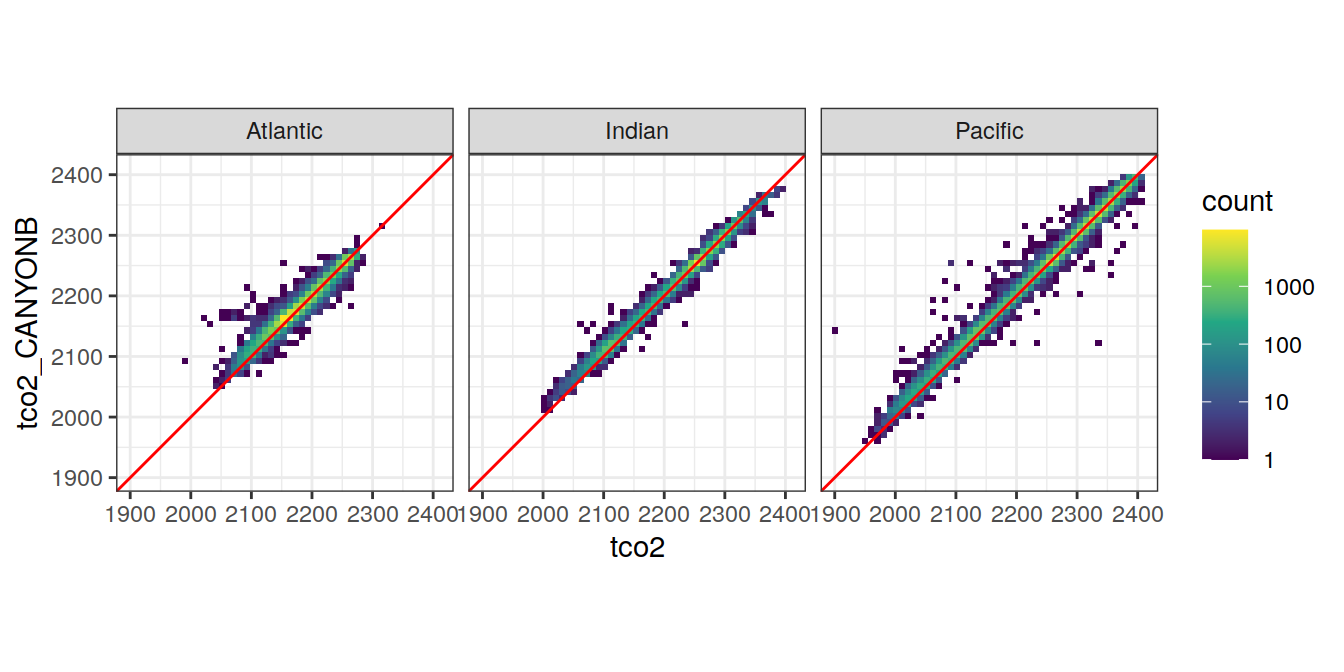 Atlantic
Indian
Pacific
2400
2300
2200
2100
2000
1900
tco2_CANYONB
1900 2000 2100 2200 2300 2400
1900 2000 2100 2200 2300 2400
1900 2000 2100 2200 2300 2400
tco2
count
1000
100
10
1